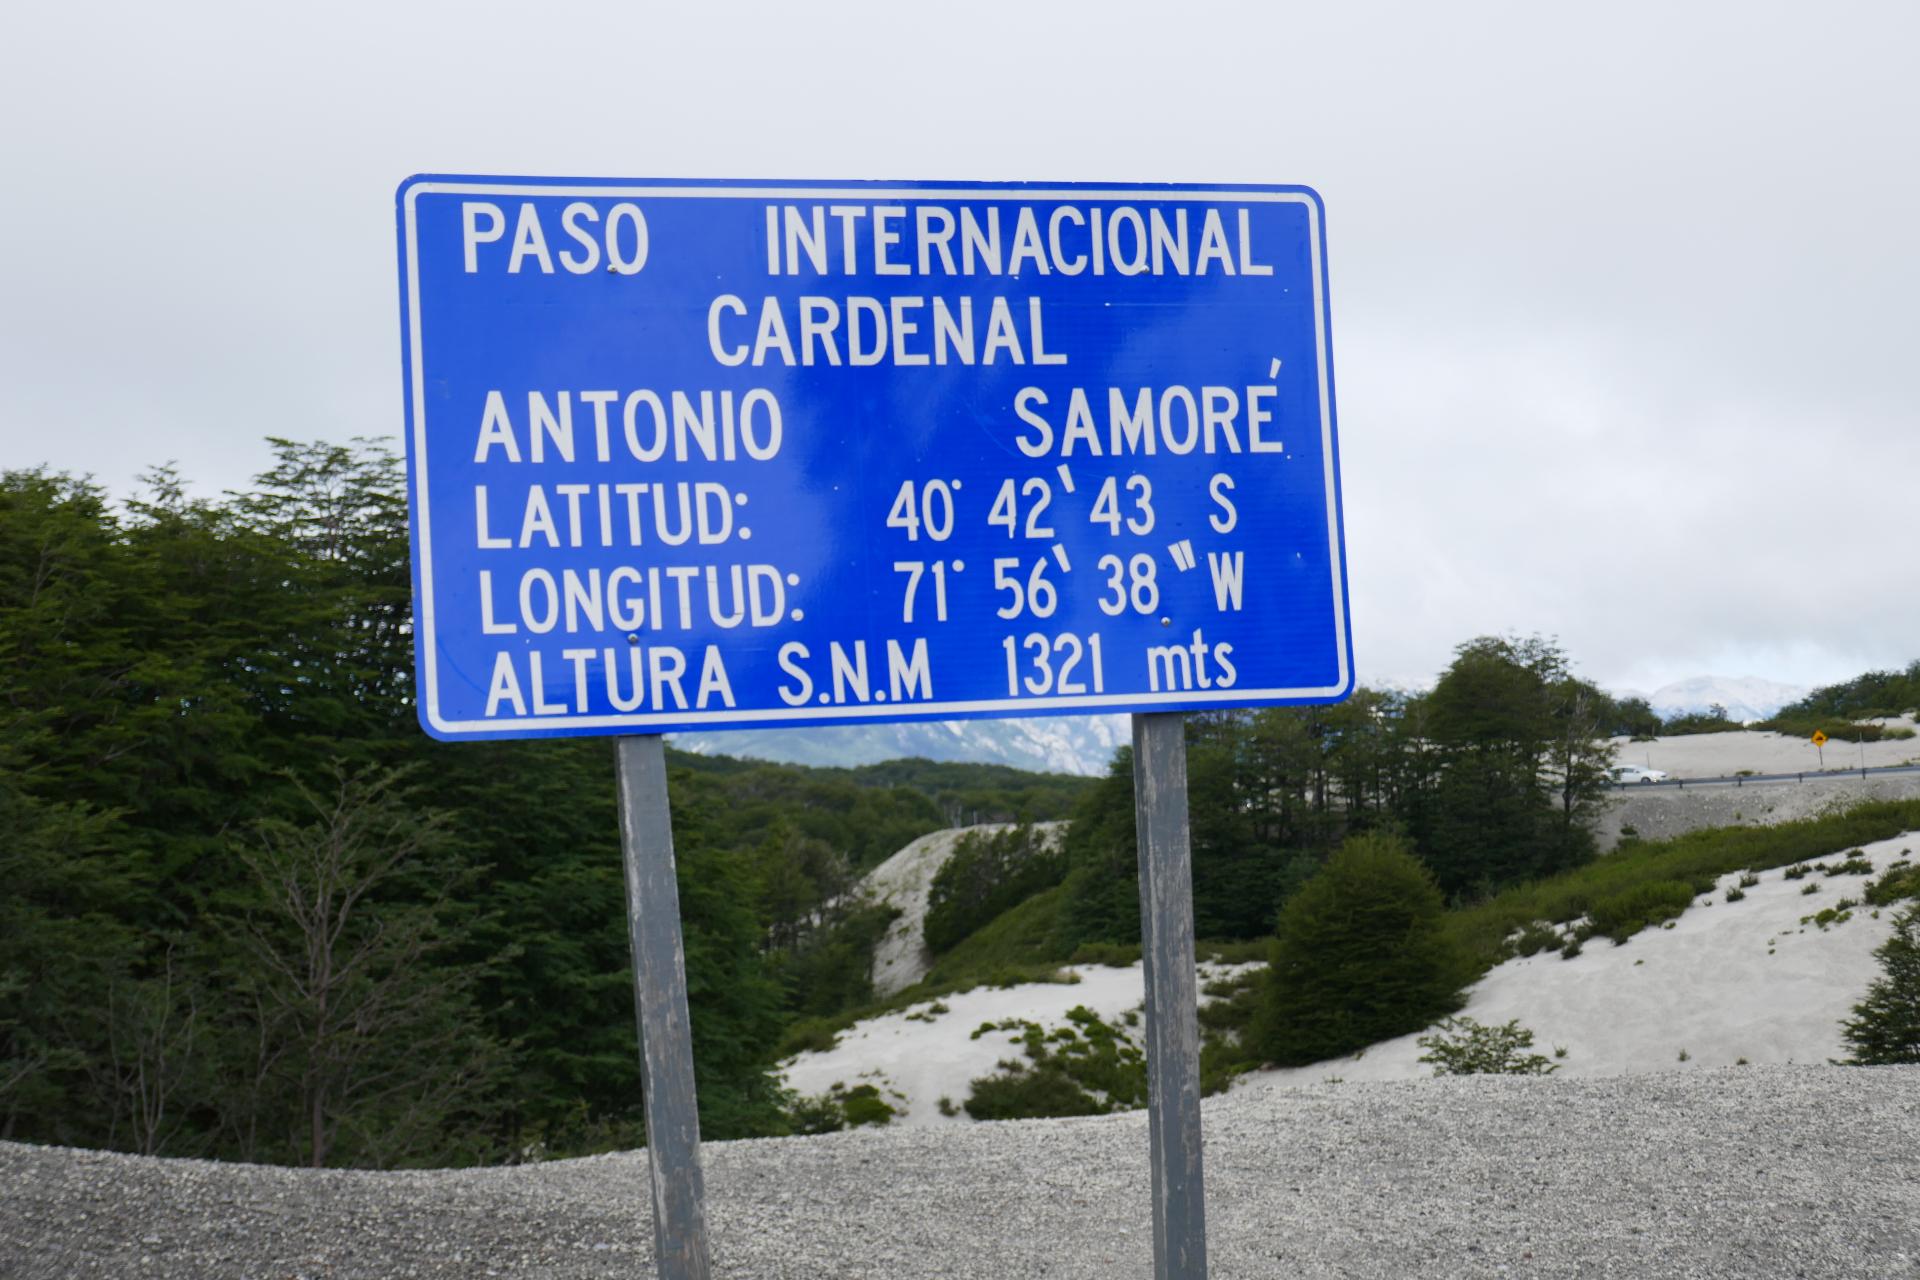 PASO INTERNACIONAL
CARDENAL
ANTONIO SAMORÉ
LATITUD: 40° 42' 43 S
LONGITUD: 71° 56' 38" W
ALTURA S.N.M 1321 mts